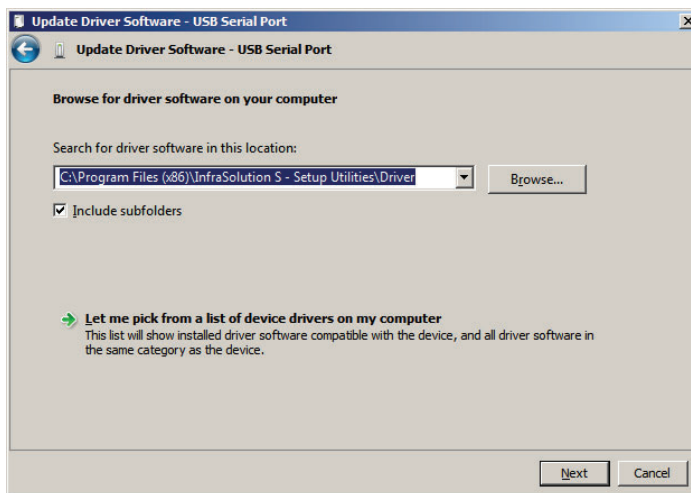 Update Driver Software - USB Serial Port
Update Driver Software - USB Serial Port
Browse for driver software on your computer
Search for driver software in this location:
C:\Program Files (x86)\InfraSolution S - Setup Utilities\Driver
Browse...
Include subfolders
Let me pick from a list of device drivers on my computer
This list will show installed driver software compatible with the device, and all driver software in
the same category as the device.
Next
Cancel